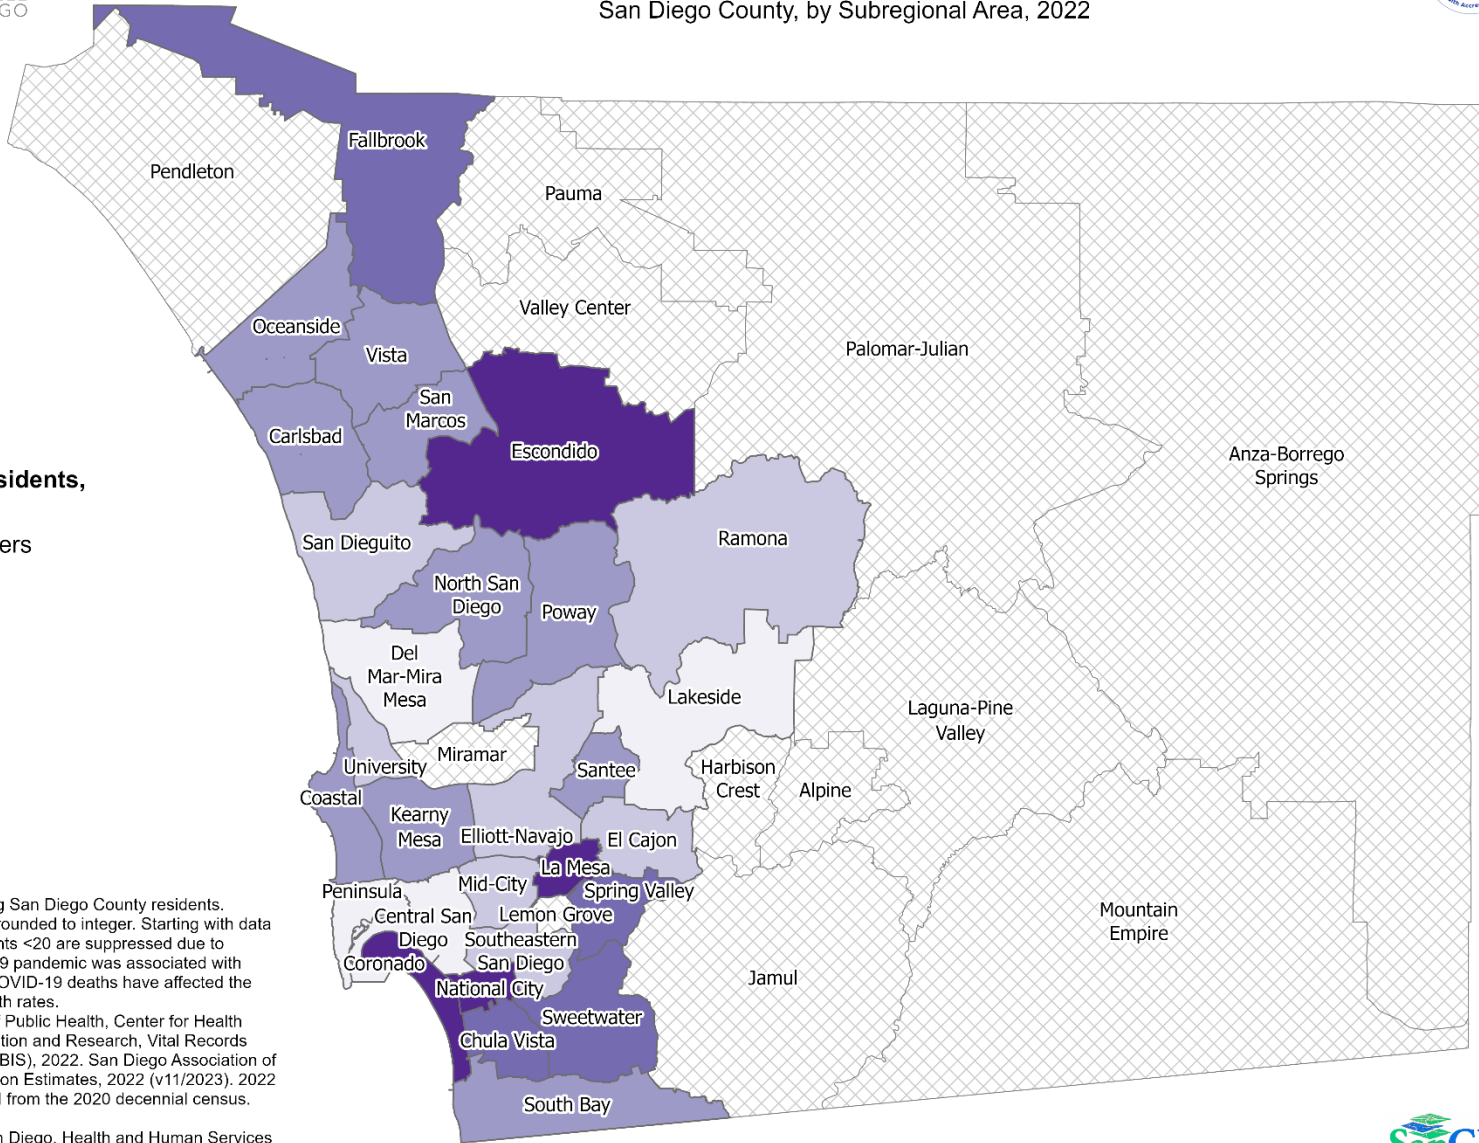 GO
San Diego County, by Subregional Area, 2022
Fallbrook
Pendleton
Pauma
Valley Center
Oceanside
Vista
Palomar-Julian
San
Marcos
Carlsbad
Escondido
Anza-Borrego
Springs
sidents,
ers
San Dieguito
Ramona
North San
Diego
Poway
Del
Mar-Mira
Mesa
Lakeside
Laguna-Pine
Valley
Miramar
University
Santee
Harbison
Crest
Alpine
Coastal
Kearny
Mesa
Elliott-Navajo
El Cajon
La Mesa
Peninsula
Mid-City
Spring Valley
Central San
Diego
Lemon Grove
Southeastern
San Diego
Coronado
National City
Mountain
Empire
Jamul
Sweetwater
Chula Vista
South Bay
g San Diego County residents.
rounded to integer. Starting with data
nts <20 are suppressed due to
9 pandemic was associated with
OVID-19 deaths have affected the
th rates.
f Public Health, Center for Health
tion and Research, Vital Records
BIS), 2022. San Diego Association of
on Estimates, 2022 (v11/2023). 2022
d from the 2020 decennial census.
n Diego, Health and Human Services